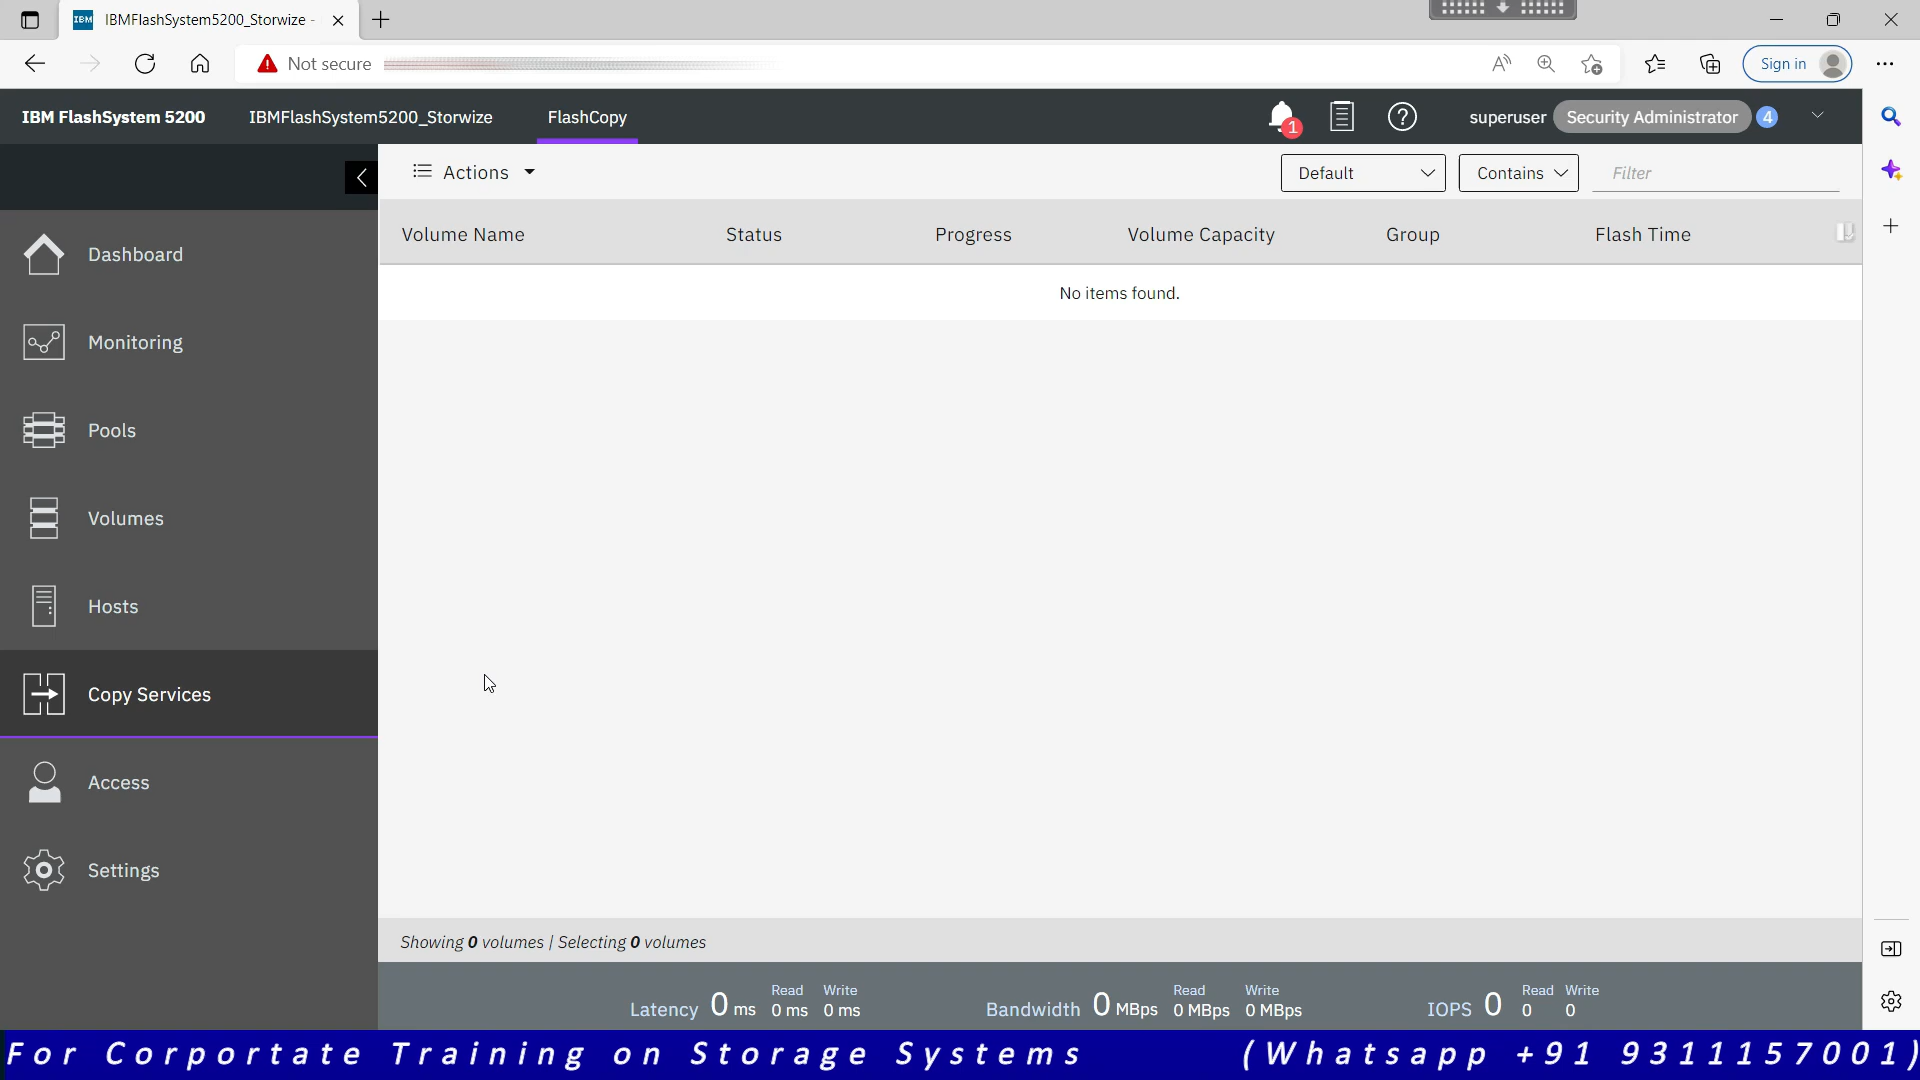 IBM IBMFlashSystem5200_Storwize -
Not secure
Sign in
IBM FlashSystem 5200 IBMFlashSystem5200_Storwize FlashCopy
1
superuser Security Administrator 4
Actions
Default Contains Filter
Volume Name Status Progress Volume Capacity Group Flash Time
No items found.
Dashboard
Monitoring
Pools
Volumes
Hosts
Copy Services
Access
Settings
Showing 0 volumes | Selecting 0 volumes
Latency 0 ms Read 0 ms Write 0 ms
Bandwidth 0 MBps Read 0 MBps Write 0 MBps
IOPS 0 Read 0 Write 0
For Corportate Training on Storage Systems (Whatsapp +91 9311157001)